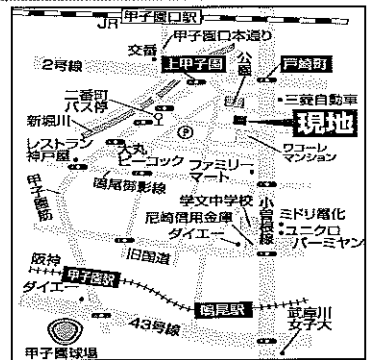 甲子園口駅
JR
甲子園口本通り
交番
2号線
上甲子園
公園
戸崎町
二番町
バス停
三菱自動車
新堀川
P
現地
レストラン
神戸屋
大丸
ピーコック
ファミリー
マート
ワコーレ
マンション
鳴尾御影線
甲子園筋
学文中学校
小曽根線
ミドリ電化
尼崎信用金庫
ユニクロ
ダイエー
バーミヤン
旧国道
阪神
甲子園駅
ダイエー
鳴尾駅
43号線
武庫川
女子大
甲子園球場